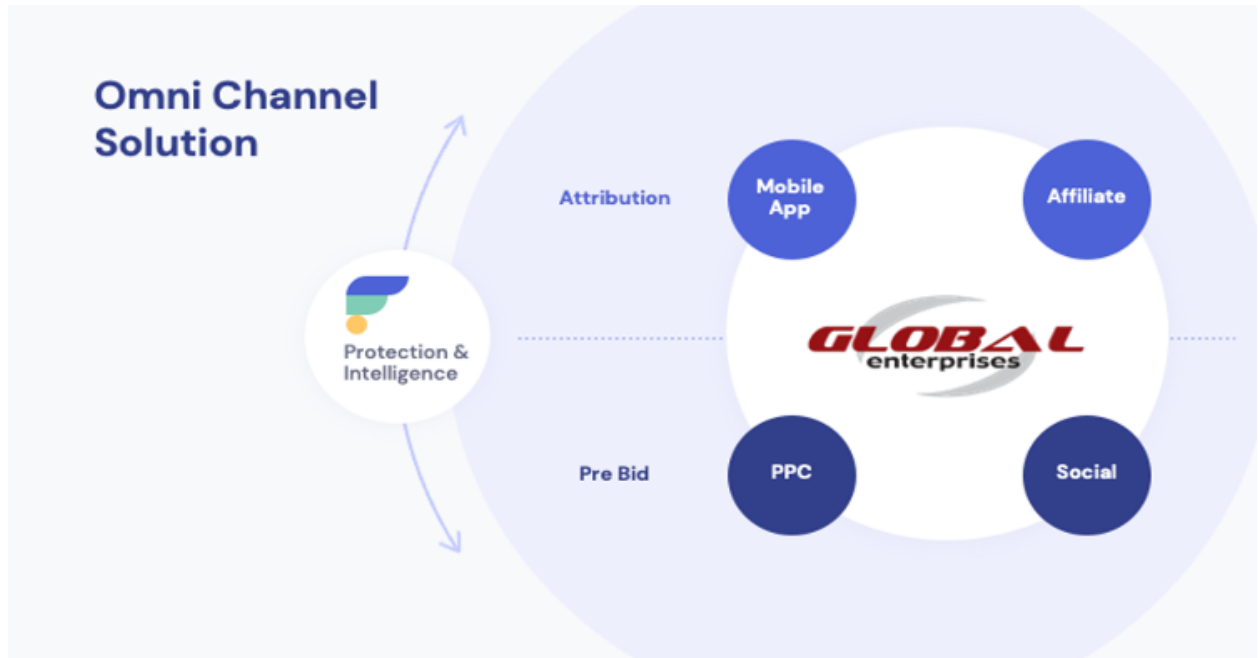 Omni Channel
Solution
Attribution
Mobile
App
Affiliate
Protection &
Intelligence
GLOBAL
enterprises
Pre Bid
PPC
Social